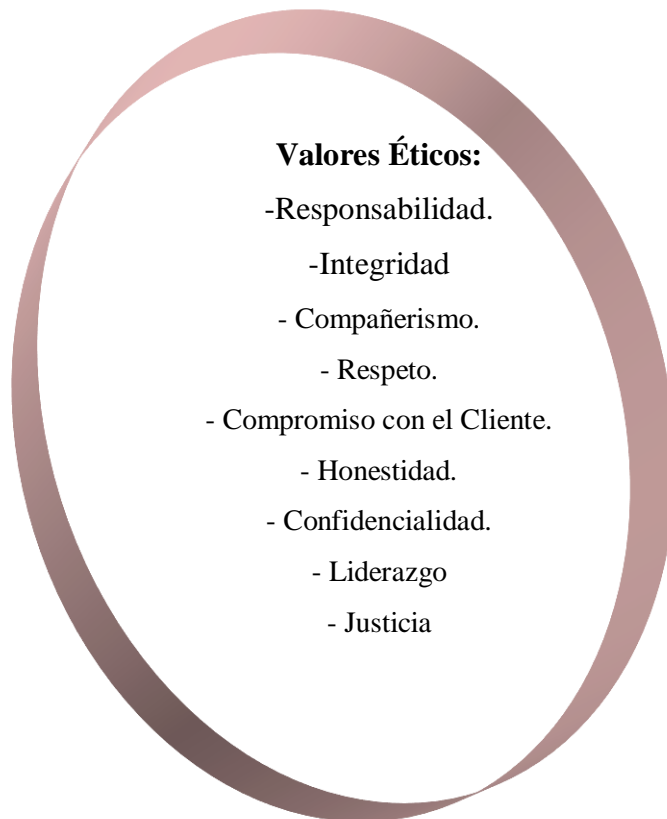 Valores Éticos:
-Responsabilidad.
-Integridad
- Compañerismo.
- Respeto.
- Compromiso con el Cliente.
- Honestidad.
- Confidencialidad.
- Liderazgo
- Justicia